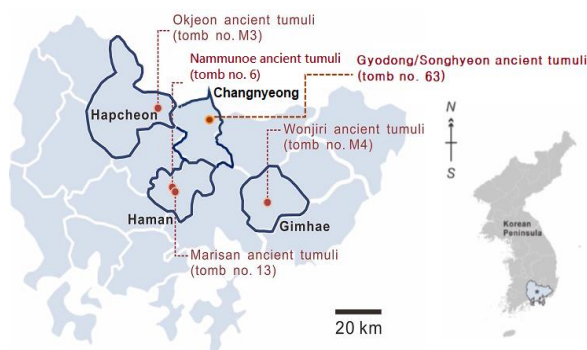 Okjeon ancient tumuli
(tomb no. M3)
Nammunoe ancient tumuli
(tomb no. 6)
Gyodong/Songhyeon ancient tumuli
(tomb no. 63)
Changnyeong
Hapcheon
Wonjiri ancient tumuli
(tomb no. M4)
Haman
Gimhae
Marisan ancient tumuli
(tomb no. 13)
20 km
N
S
Korean
Peninsula